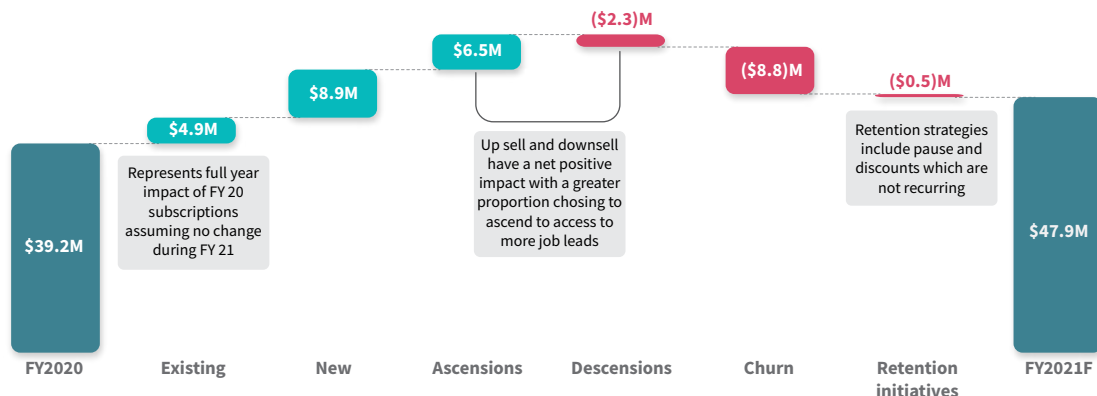 ($2.3)M
$6.5M
($8.8)M
($0.5)M
$8.9M
$4.9M
Represents full year
impact of FY 20
subscriptions
assuming no change
during FY 21
Up sell and downsell
have a net positive
impact with a greater
proportion chosing to
ascend to access to
more job leads
Retention strategies
include pause and
discounts which are
not recurring
$39.2M
$47.9M
FY2020
Existing
New
Ascensions
Descensions
Churn
Retention
initiatives
FY2021F